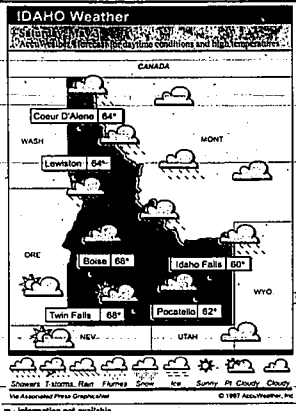 IDAHO Weather
Saturday, May
AccuWeather forecast for daytime conditions and high temperatures
CANADA
Coeur D'Alene 64°
WASH
MONT
Lewiston 64°
ORE
Boise 68°
Idaho Falls 60°
WYO
Twin Falls 68°
Pocatello 62°
NEV
UTAH
Showers T-storms Rain Flurries Snow Ice Sunny Pt. Cloudy Cloudy
Via Associated Press GraphicsNet
© 1997 AccuWeather, Inc
m - information not available